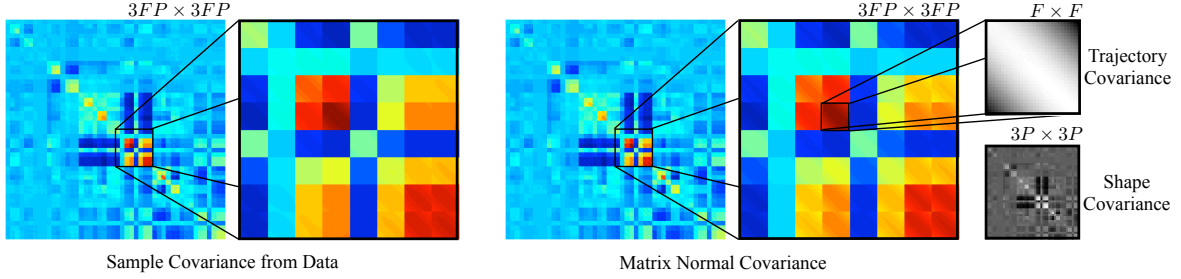 3FP × 3FP
3FP × 3FP
F × F
Trajectory
Covariance
3P × 3P
Shape
Covariance
Sample Covariance from Data
Matrix Normal Covariance